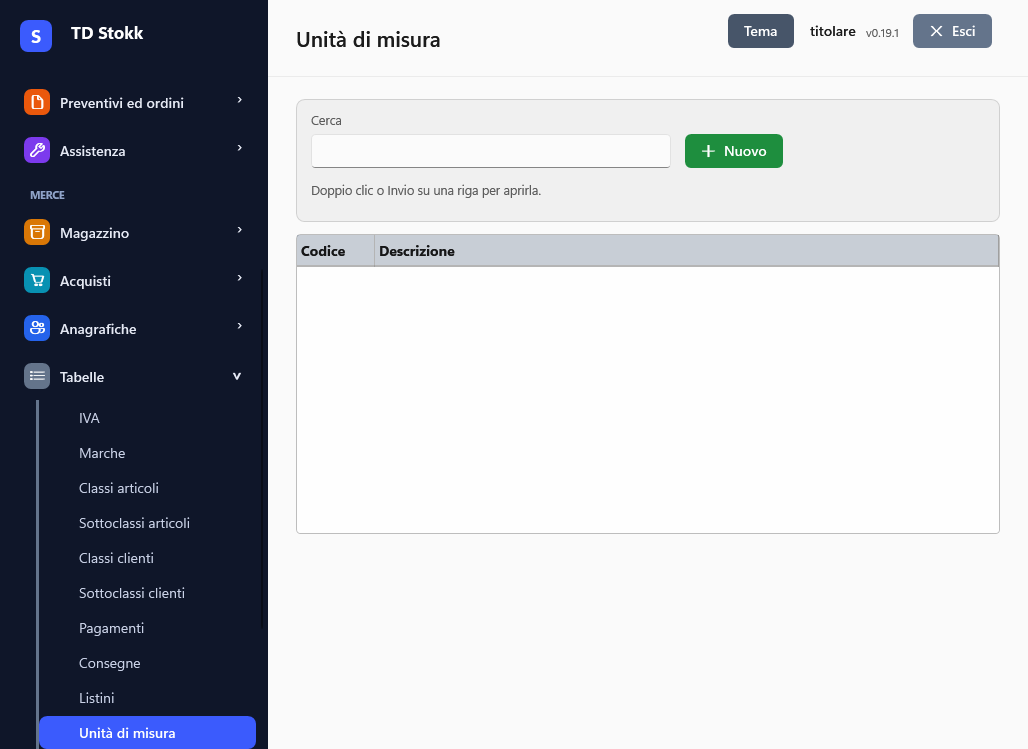 S
TD Stokk
Preventivi ed ordini
Assistenza
MERCE
Magazzino
Acquisti
Anagrafiche
Tabelle
IVA
Marche
Classi articoli
Sottoclassi articoli
Classi clienti
Sottoclassi clienti
Pagamenti
Consegne
Listini
Unità di misura
Unità di misura
Tema
titolare v0.19.1
Esci
Cerca
Nuovo
Doppio clic o Invio su una riga per aprirla.
Codice Descrizione